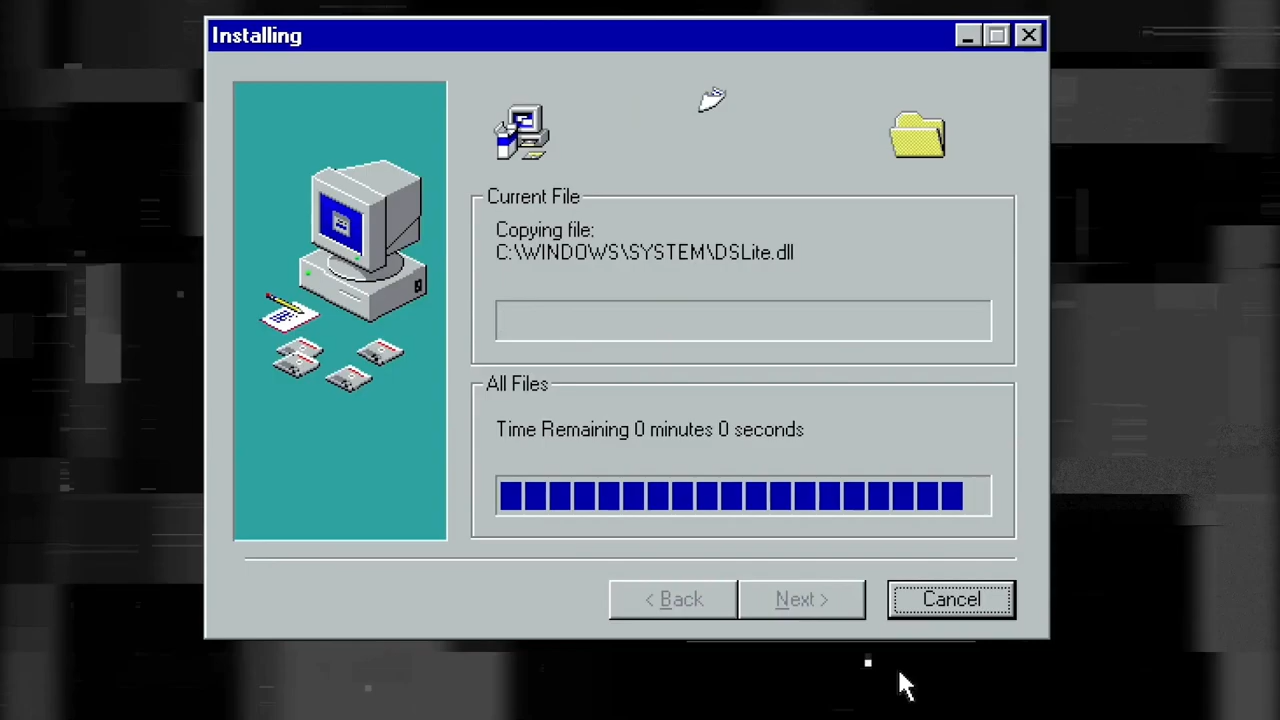 Installing
Current File
Copying file:
C:\WINDOWS\SYSTEM\DSLite.dll
All Files
Time Remaining 0 minutes 0 seconds
< Back
Next >
Cancel